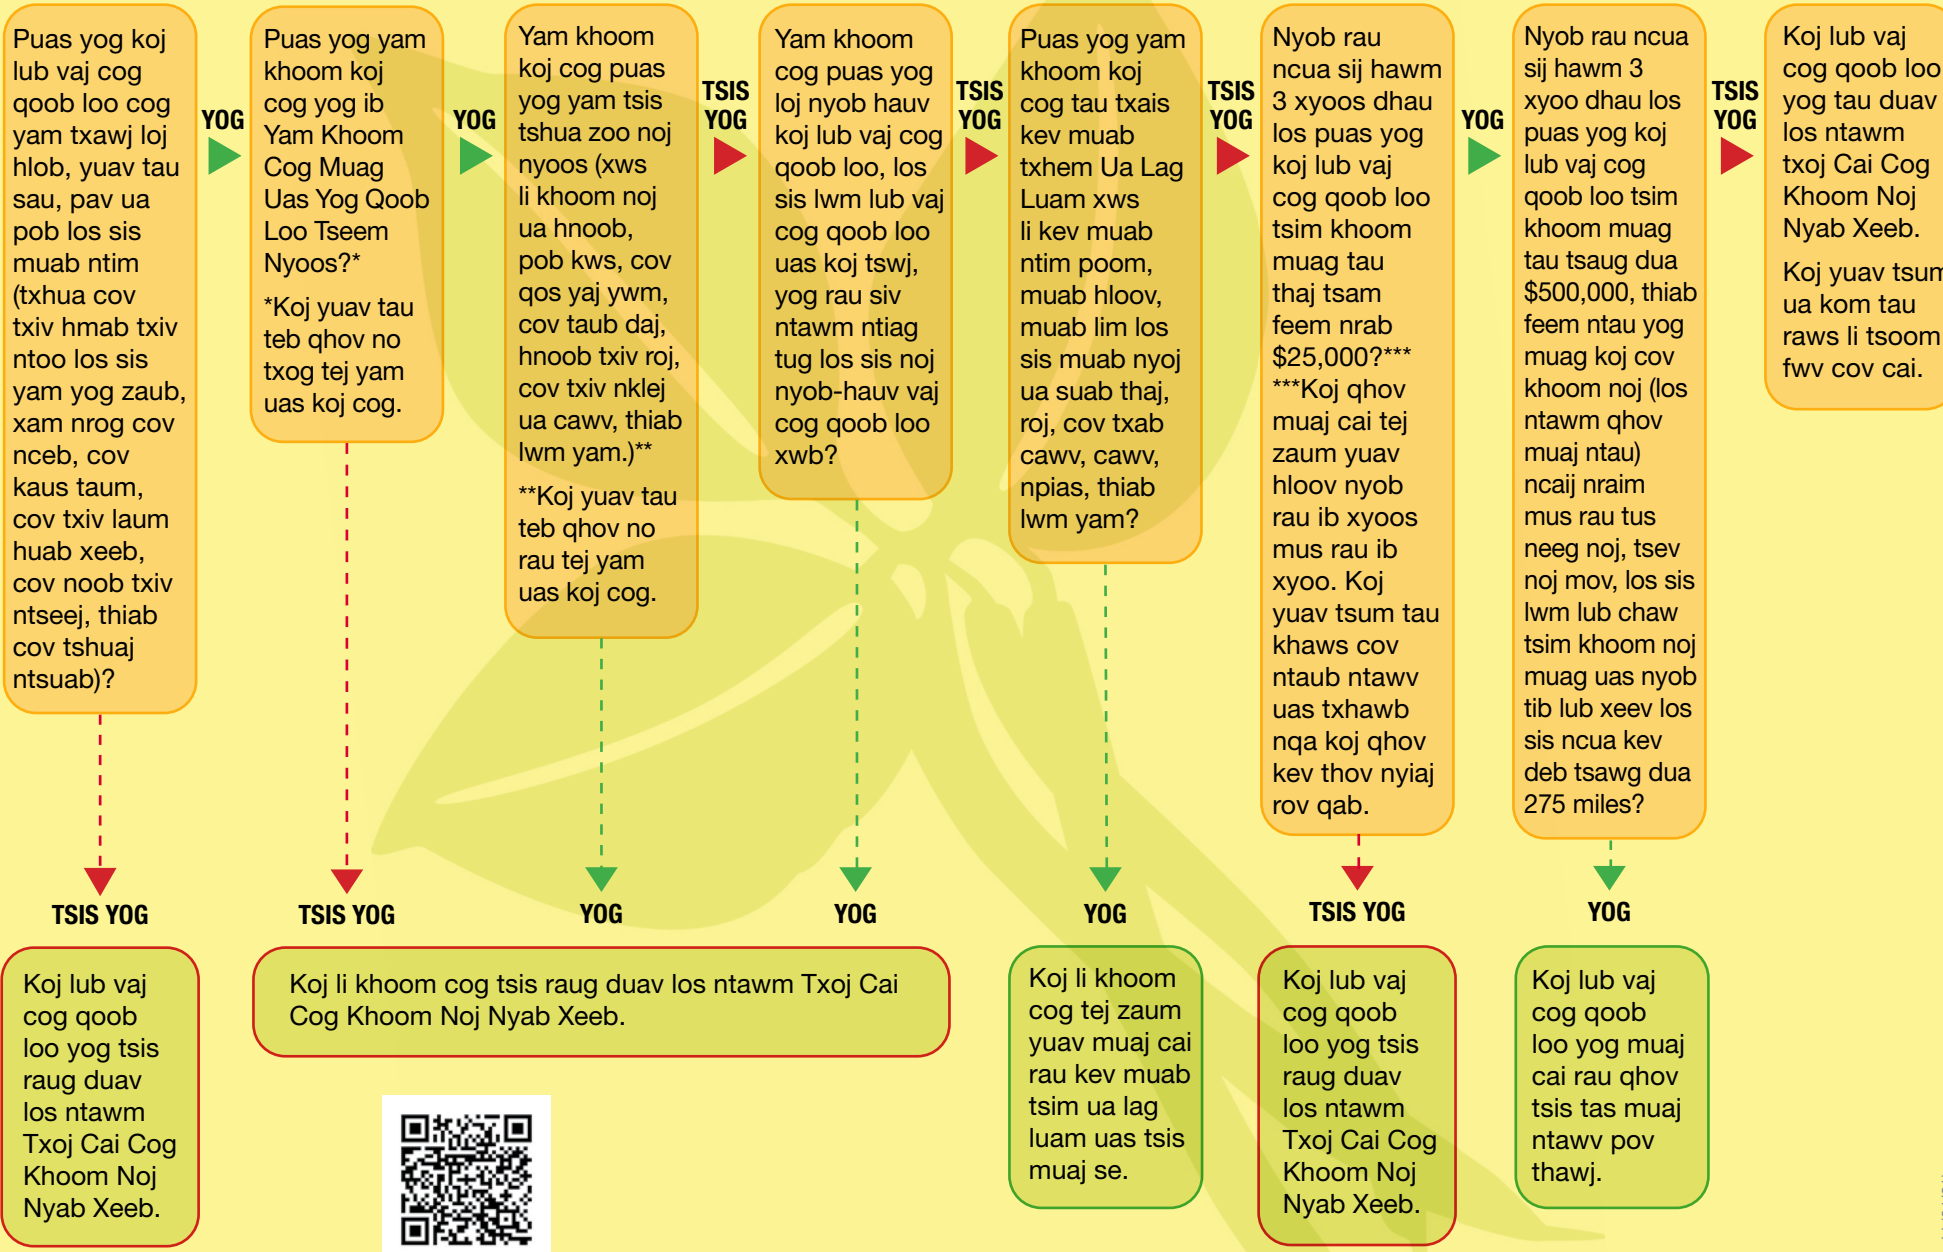 Puas yog koj
lub vaj cog
qoob loo cog
yam txawj loj
hlob, yuav tau
sau, pav ua
pob los sis
muab ntim
(txhua cov
txiv hmab txiv
ntoo los sis
yam yog zaub,
xam nrog cov
nceb, cov
kaus taum,
cov txiv laum
huab xeeb,
cov noob txiv
ntseej, thiab
cov tshuaj
ntsuab)?
YOG
Puas yog yam
khoom koj
cog yog ib
Yam Khoom
Cog Muag
Uas Yog Qoob
Loo Tseem
Nyoos?*
*Koj yuav tau
teb qhov no
txog tej yam
uas koj cog.
YOG
Yam khoom
koj cog puas
yog yam tsis
tshua zoo noj
nyoos (xws
li khoom noj
ua hnoob,
pob kws, cov
qos yaj ywm,
cov taub daj,
hnoob txiv roj,
cov txiv nklej
ua cawv, thiab
lwm yam.)**
**Koj yuav tau
teb qhov no
rau tej yam
uas koj cog.
TSIS
YOG
Yam khoom
cog puas yog
loj nyob hauv
koj lub vaj cog
qoob loo, los
sis lwm lub vaj
cog qoob loo
uas koj tswj,
yog rau siv
ntawm ntiag
tug los sis noj
nyob-hauv vaj
cog qoob loo
xwb?
TSIS
YOG
Puas yog yam
khoom koj
cog tau txais
kev muab
txhem Ua Lag
Luam xws
li kev muab
ntim poom,
muab hloov,
muab lim los
sis muab nyoj
ua suab thaj,
roj, cov txab
cawv, cawv,
npias, thiab
lwm yam?
TSIS
YOG
Nyob rau
ncua sij hawm
3 xyoos dhau
los puas yog
koj lub vaj
cog qoob loo
tsim khoom
muag tau
thaj tsam
feem nrab
$25,000?***
***Koj qhov
muaj cai tej
zaum yuav
hloov nyob
rau ib xyoos
mus rau ib
xyoo. Koj
yuav tsum tau
khaws cov
ntaub ntawv
uas txhawb
nqa koj qhov
kev thov nyiaj
rov qab.
YOG
Nyob rau ncua
sij hawm 3
xyoo dhau los
puas yog koj
lub vaj cog
qoob loo tsim
khoom muag
tau tsaug dua
$500,000, thiab
feem ntau yog
muag koj cov
khoom noj (los
ntawm qhov
muaj ntau)
ncaij nraim
mus rau tus
neeg noj, tsev
noj mov, los sis
lwm lub chaw
tsim khoom noj
muag uas nyob
tib lub xeev los
sis ncua kev
deb tsawg dua
275 miles?
TSIS
YOG
Koj lub vaj
cog qoob loo
yog tau duav
los ntawm
txoj Cai Cog
Khoom Noj
Nyab Xeeb.
Koj yuav tsum
ua kom tau
raws li tsoom
fwv cov cai.
TSIS YOG
TSIS YOG
YOG
YOG
YOG
TSIS YOG
YOG
Koj lub vaj
cog qoob
loo yog tsis
raug duav
los ntawm
Txoj Cai Cog
Khoom Noj
Nyab Xeeb.
Koj li khoom cog tsis raug duav los ntawm Txoj Cai
Cog Khoom Noj Nyab Xeeb.
Koj li khoom
cog tej zaum
yuav muaj cai
rau kev muab
tsim ua lag
luam uas tsis
muaj se.
Koj lub vaj
cog qoob
loo yog tsis
raug duav
los ntawm
Txoj Cai Cog
Khoom Noj
Nyab Xeeb.
Koj lub vaj
cog qoob
loo yog muaj
cai rau qhov
tsis tas muaj
ntawv pov
thawj.